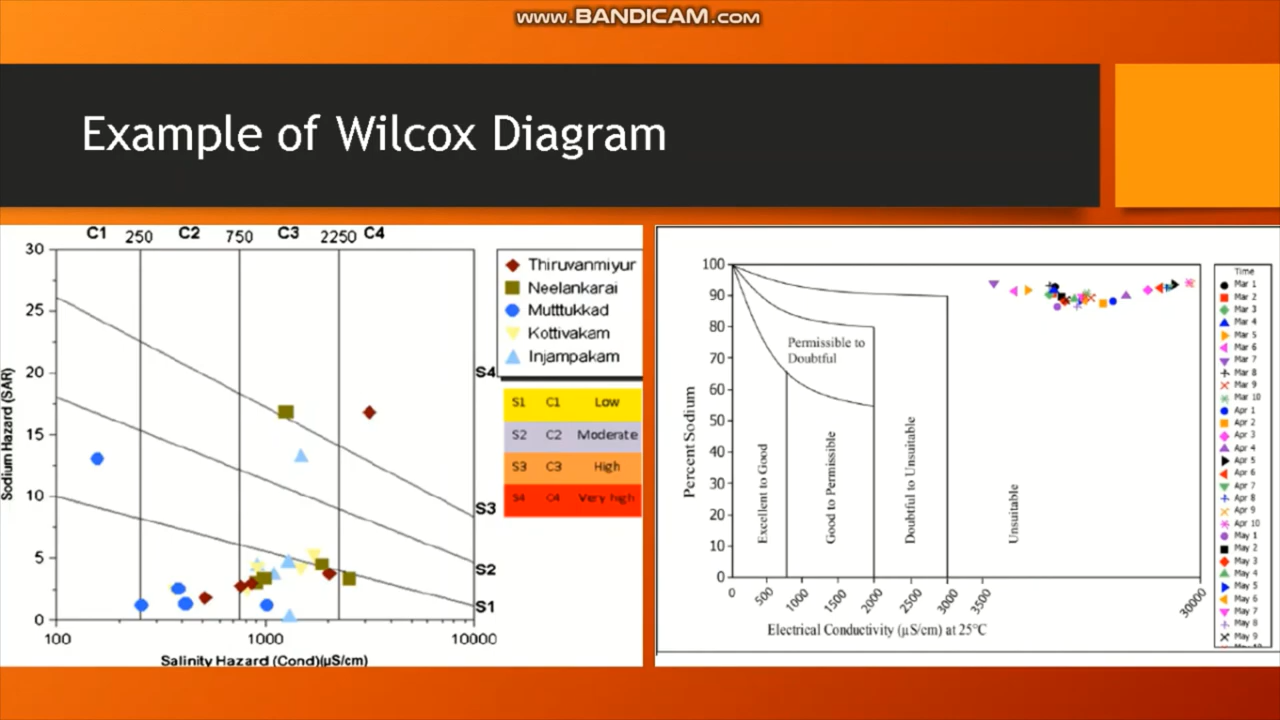 www.BANDICAM.com
Example of Wilcox Diagram
C1 250 C2 750 C3 2250 C4
30
25
20
15
10
5
0
Sodium Hazard (SAR)
100 1000 10000
Salinity Hazard (Cond)(µS/cm)
S4
S3
S2
S1
Thiruvanmiyur
Neelankarai
Mutttukkad
Kottivakam
Injampakam
S1 C1 Low
S2 C2 Moderate
S3 C3 High
S4 C4 Very high
100
90
80
70
60
50
40
30
20
10
0
Percent Sodium
Permissible to
Doubtful
Excellent to Good
Good to Permissible
Doubtful to Unsuitable
Unsuitable
0 500 1000 1500 2000 2500 3000 3500 30000
Electrical Conductivity (µS/cm) at 25°C
Time
Mar 1
Mar 2
Mar 3
Mar 4
Mar 5
Mar 6
Mar 7
Mar 8
Mar 9
Mar 10
Apr 1
Apr 2
Apr 3
Apr 4
Apr 5
Apr 6
Apr 7
Apr 8
Apr 9
Apr 10
May 1
May 2
May 3
May 4
May 5
May 6
May 7
May 8
May 9